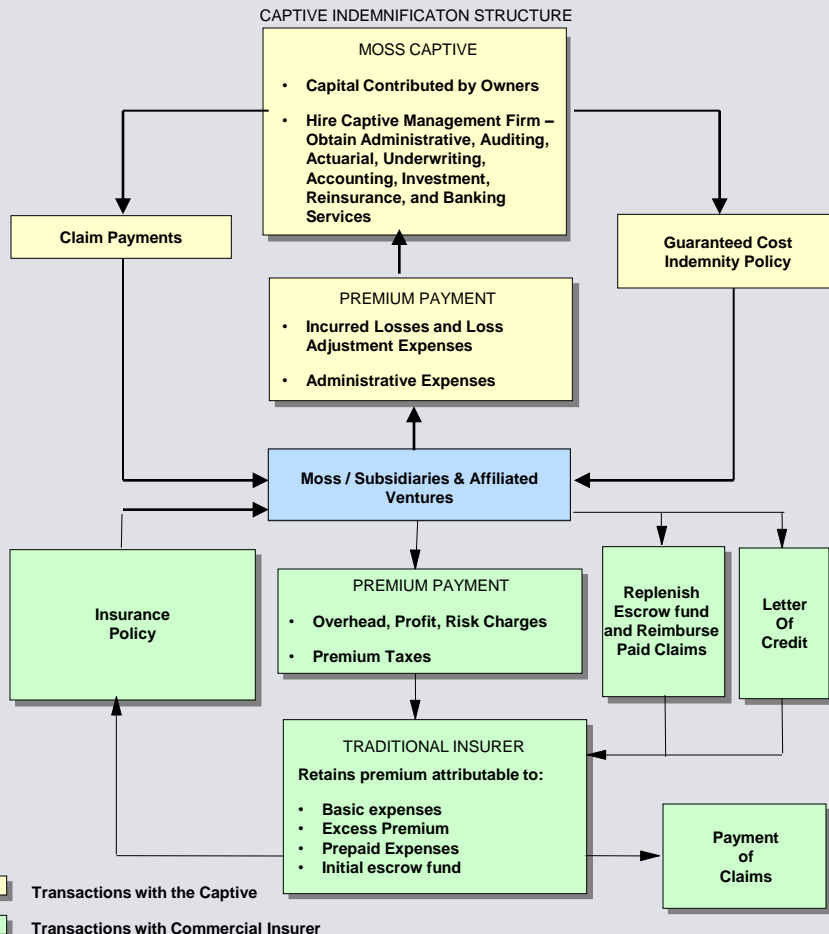 CAPTIVE INDEMNIFICATON STRUCTURE
MOSS CAPTIVE
• Capital Contributed by Owners
• Hire Captive Management Firm –
Obtain Administrative, Auditing,
Actuarial, Underwriting,
Accounting, Investment,
Reinsurance, and Banking
Services
Claim Payments
Guaranteed Cost
Indemnity Policy
PREMIUM PAYMENT
• Incurred Losses and Loss
Adjustment Expenses
• Administrative Expenses
Moss / Subsidiaries & Affiliated
Ventures
Insurance
Policy
PREMIUM PAYMENT
• Overhead, Profit, Risk Charges
• Premium Taxes
Replenish
Escrow fund
and Reimburse
Paid Claims
Letter
Of
Credit
TRADITIONAL INSURER
Retains premium attributable to:
• Basic expenses
• Excess Premium
• Prepaid Expenses
• Initial escrow fund
Payment
of
Claims
Transactions with the Captive
Transactions with Commercial Insurer